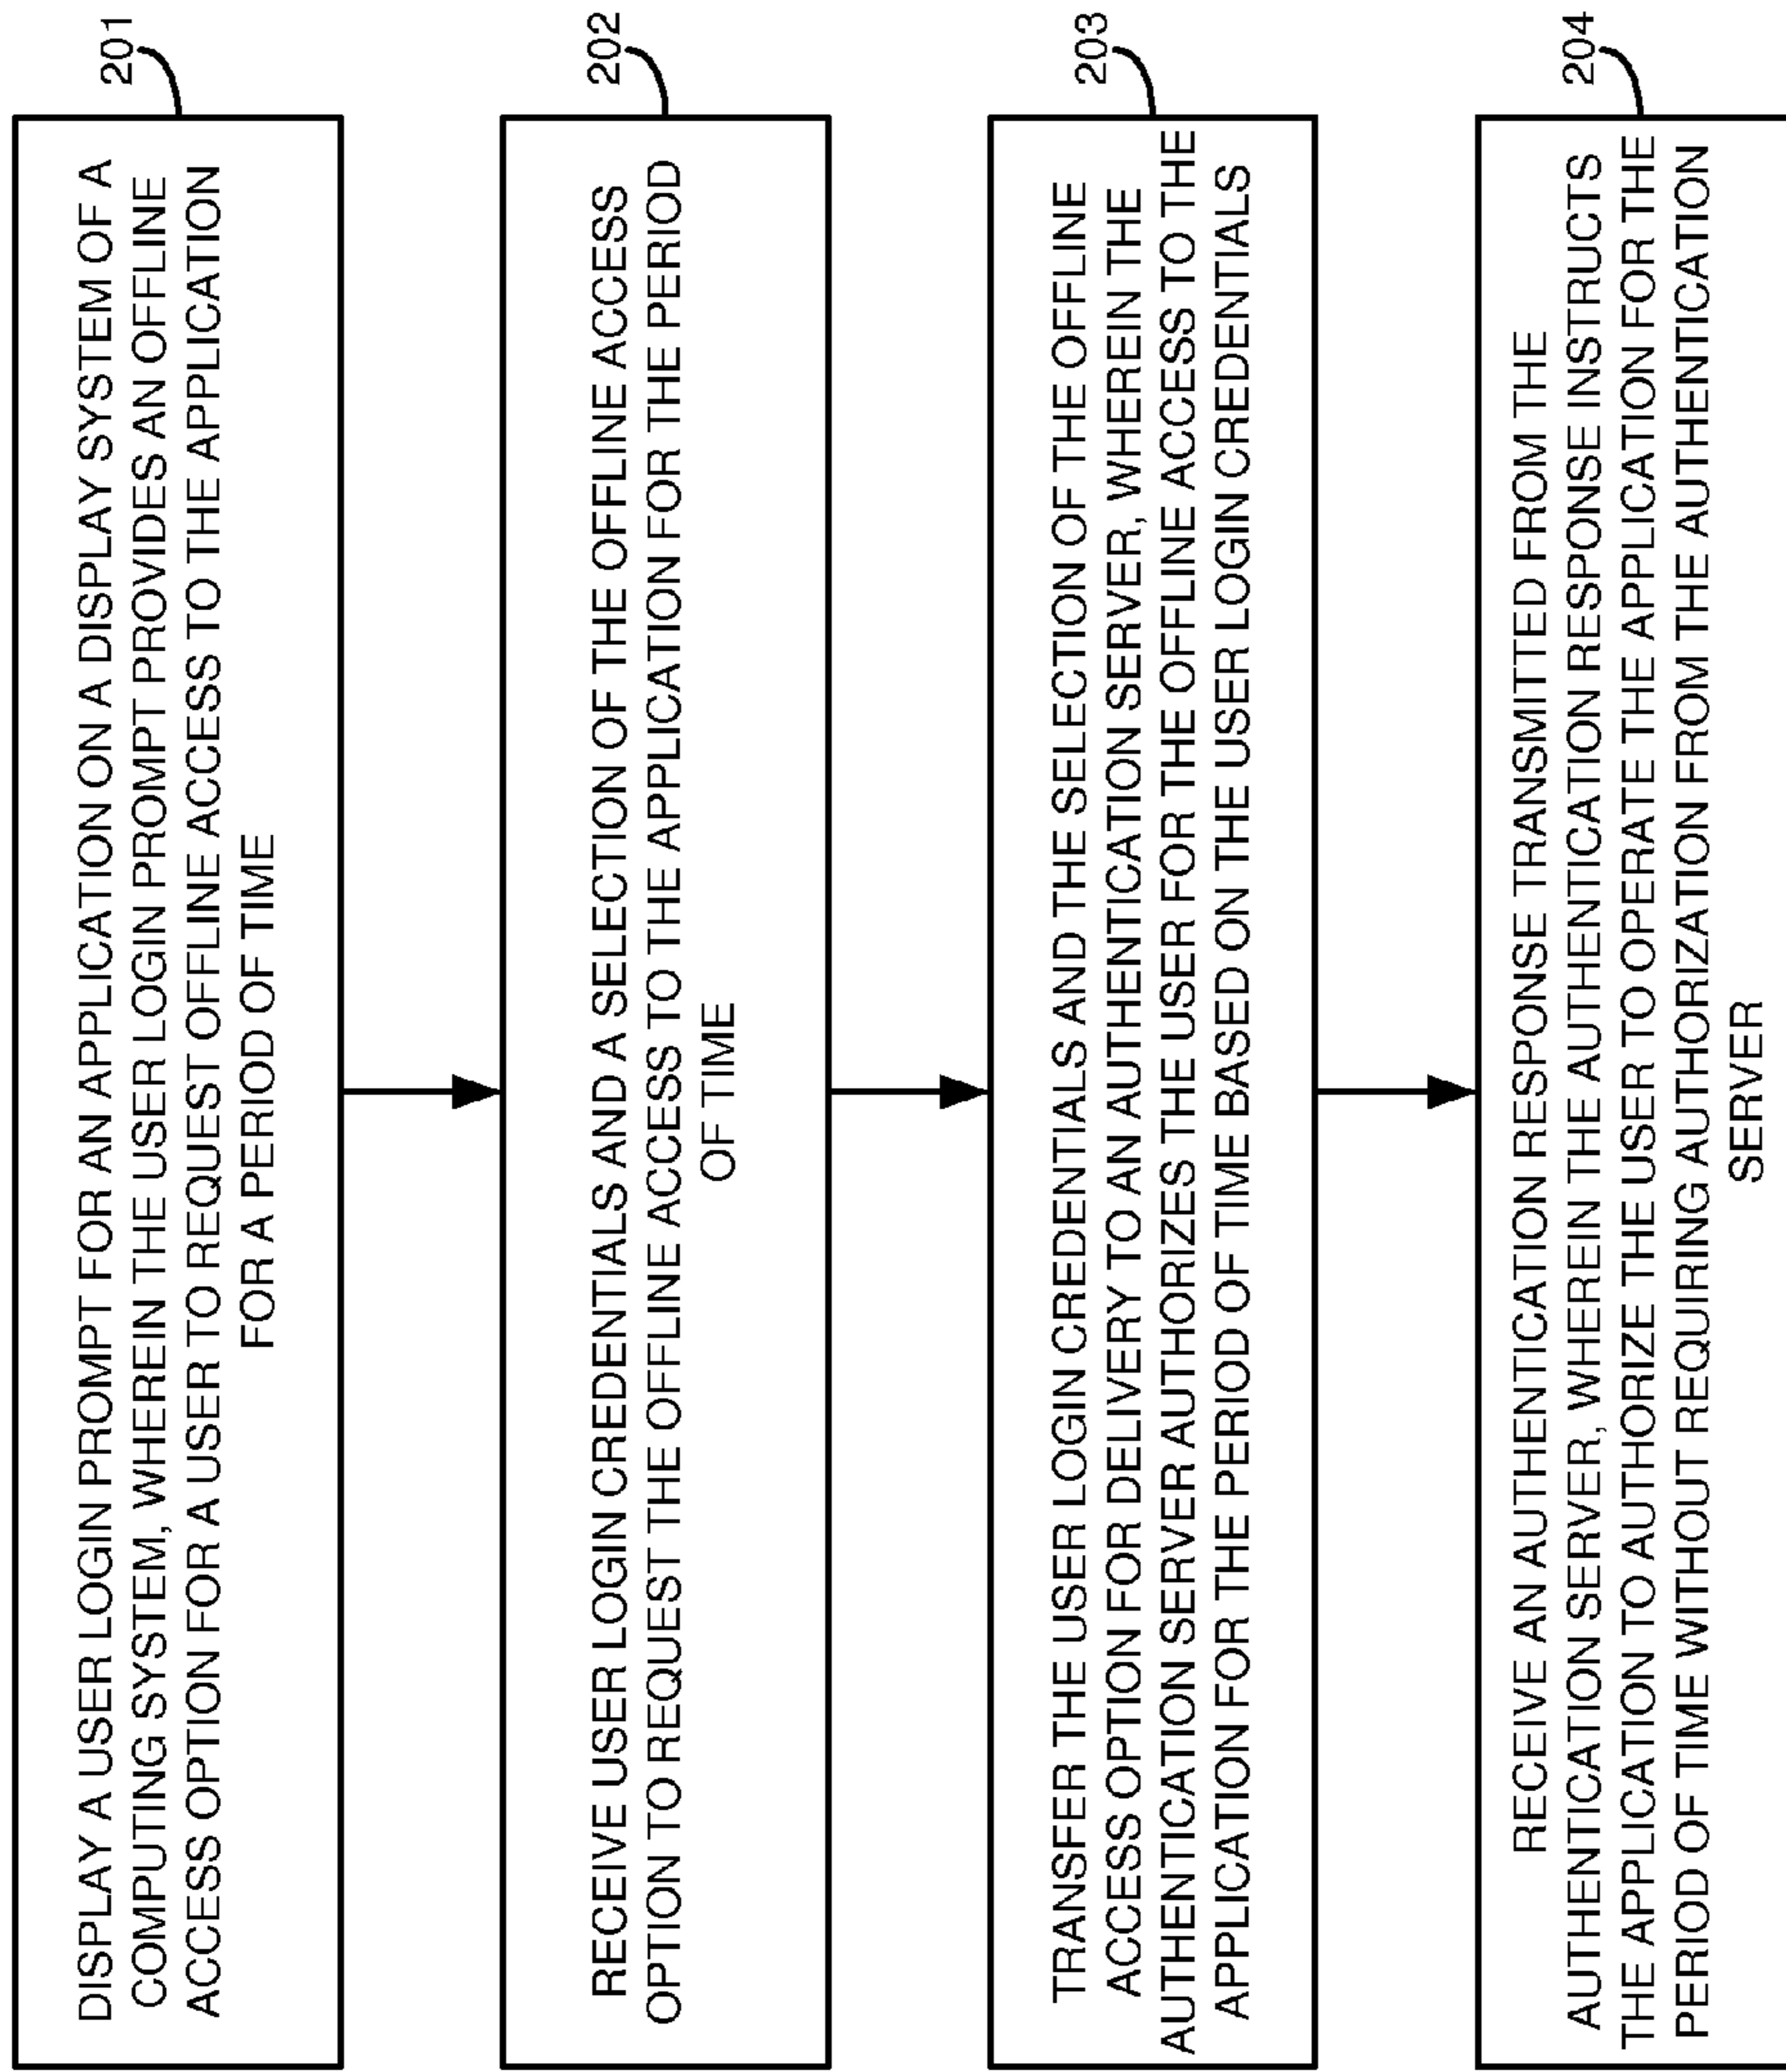 DISPLAY A USER LOGIN PROMPT FOR AN APPLICATION ON A DISPLAY SYSTEM OF A
COMPUTING SYSTEM, WHEREIN THE USER LOGIN PROMPT PROVIDES AN OFFLINE
ACCESS OPTION FOR A USER TO REQUEST OFFLINE ACCESS TO THE APPLICATION
FOR A PERIOD OF TIME
201
RECEIVE USER LOGIN CREDENTIALS AND A SELECTION OF THE OFFLINE ACCESS
OPTION TO REQUEST THE OFFLINE ACCESS TO THE APPLICATION FOR THE PERIOD
OF TIME
202
TRANSFER THE USER LOGIN CREDENTIALS AND THE SELECTION OF THE OFFLINE
ACCESS OPTION FOR DELIVERY TO AN AUTHENTICATION SERVER, WHEREIN THE
AUTHENTICATION SERVER AUTHORIZES THE USER FOR THE OFFLINE ACCESS TO THE
APPLICATION FOR THE PERIOD OF TIME BASED ON THE USER LOGIN CREDENTIALS
203
RECEIVE AN AUTHENTICATION RESPONSE TRANSMITTED FROM THE
AUTHENTICATION SERVER, WHEREIN THE AUTHENTICATION RESPONSE INSTRUCTS
THE APPLICATION TO AUTHORIZE THE USER TO OPERATE THE APPLICATION FOR THE
PERIOD OF TIME WITHOUT REQUIRING AUTHORIZATION FROM THE AUTHENTICATION
SERVER
204